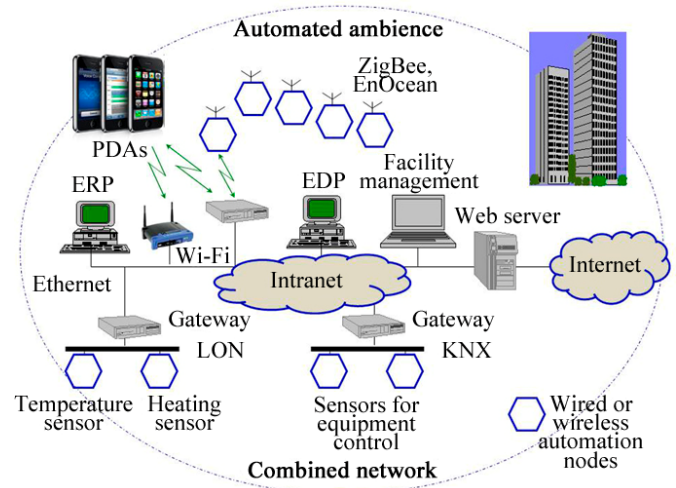 Automated ambience
ZigBee,
EnOcean
PDAs
ERP
EDP
Facility
management
Web server
Wi-Fi
Ethernet
Intranet
Internet
Gateway
LON
Gateway
KNX
Temperature
sensor
Heating
sensor
Sensors for
equipment
control
Wired or
wireless
automation
nodes
Combined network